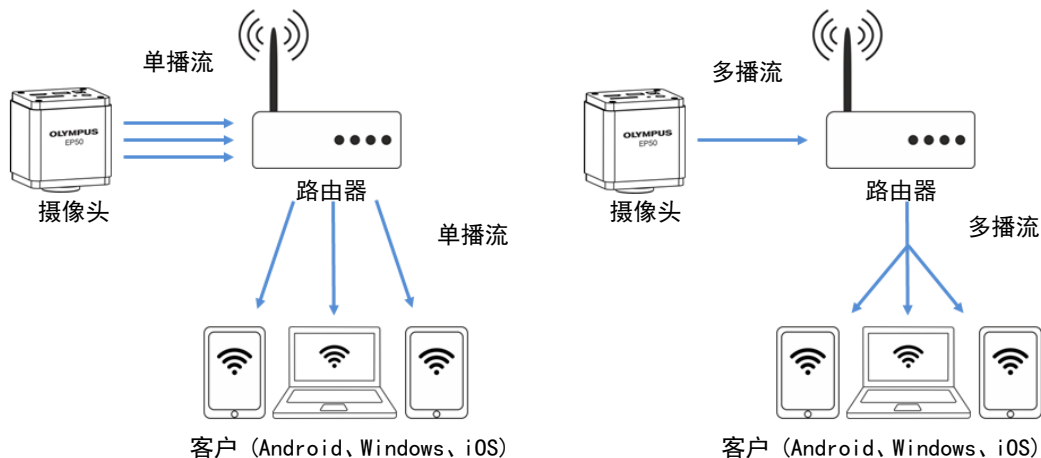 单播流
OLYMPUS
EP50
摄像头
路由器
单播流
客户（Android、Windows、iOS）
多播流
OLYMPUS
EP50
摄像头
路由器
多播流
客户（Android、Windows、iOS）